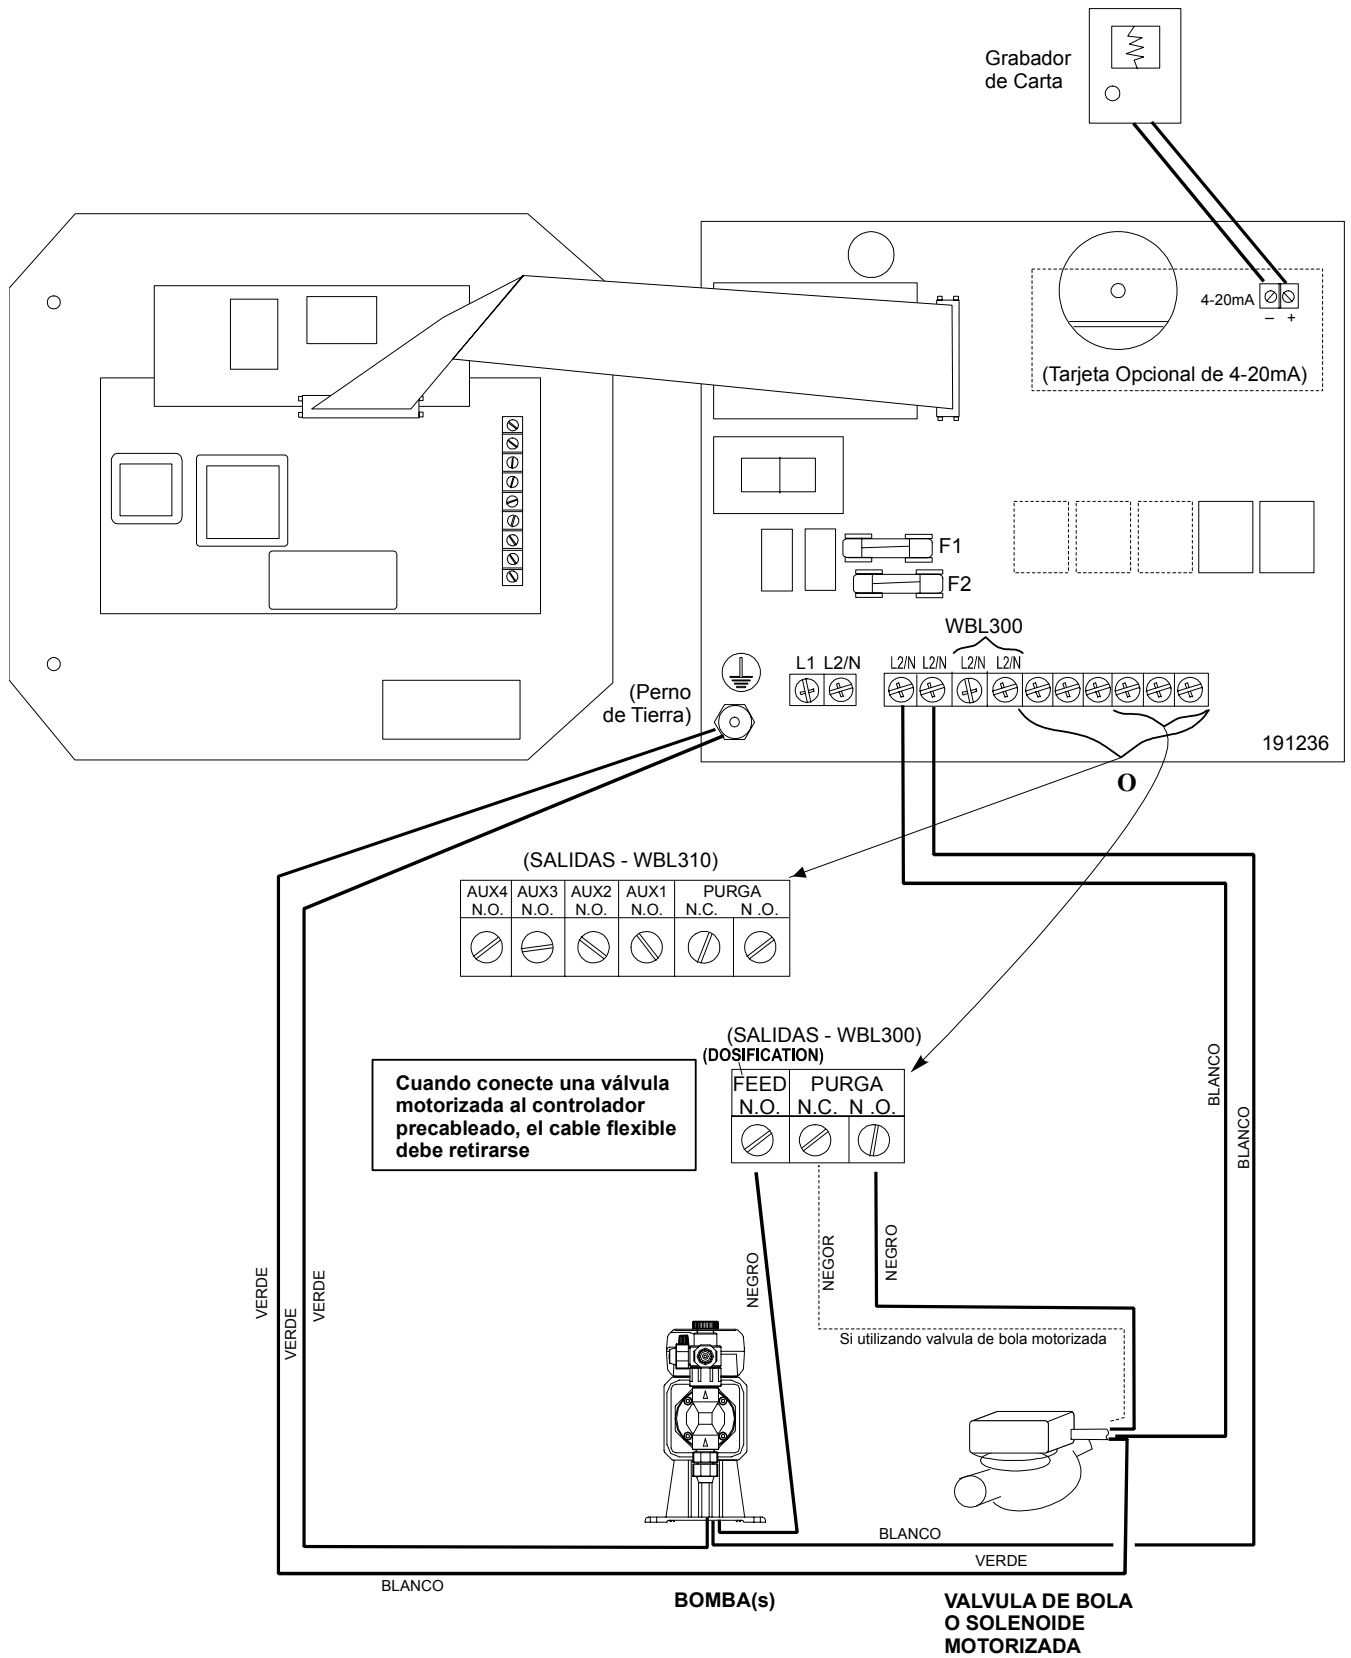 Grabador
de Carta
4-20mA
– +
(Tarjeta Opcional de 4-20mA)
F1
F2
WBL300
L1 L2/N
L2/N L2/N L2/N L2/N
(Perno
de Tierra)
191236
O
(SALIDAS - WBL310)
AUX4 AUX3 AUX2 AUX1 PURGA
N.O. N.O. N.O. N.O. N.C. N .O.
(SALIDAS - WBL300)
(DOSIFICATION)
FEED PURGA
N.O. N.C. N .O.
Cuando conecte una válvula
motorizada al controlador
precableado, el cable flexible
debe retirarse
BLANCO
BLANCO
VERDE
VERDE
VERDE
NEGRO
NEGOR
NEGRO
Si utilizando valvula de bola motorizada
BLANCO
VERDE
BLANCO
BOMBA(s)
VALVULA DE BOLA
O SOLENOIDE
MOTORIZADA